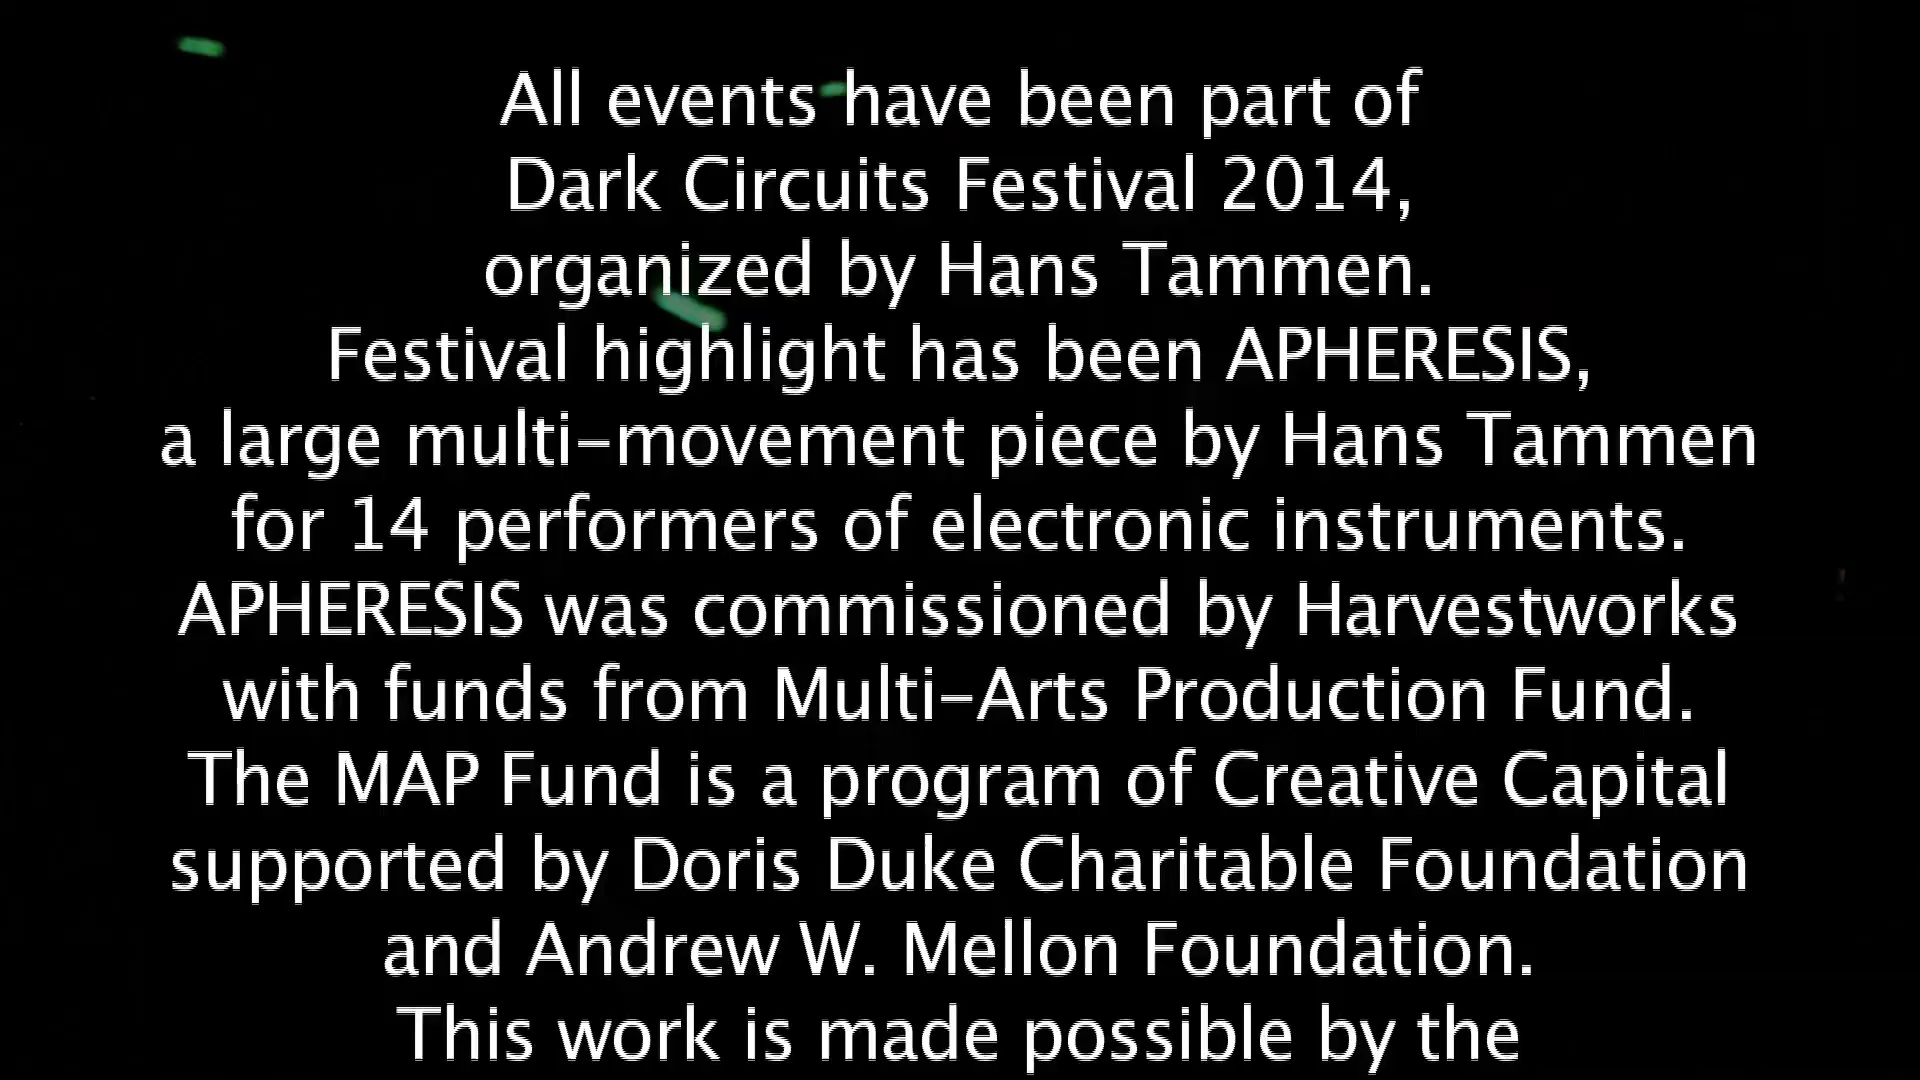 All events have been part of
Dark Circuits Festival 2014,
organized by Hans Tammen.
Festival highlight has been APHERESIS,
a large multi-movement piece by Hans Tammen
for 14 performers of electronic instruments.
APHERESIS was commissioned by Harvestworks
with funds from Multi-Arts Production Fund.
The MAP Fund is a program of Creative Capital
supported by Doris Duke Charitable Foundation
and Andrew W. Mellon Foundation.
This work is made possible by the